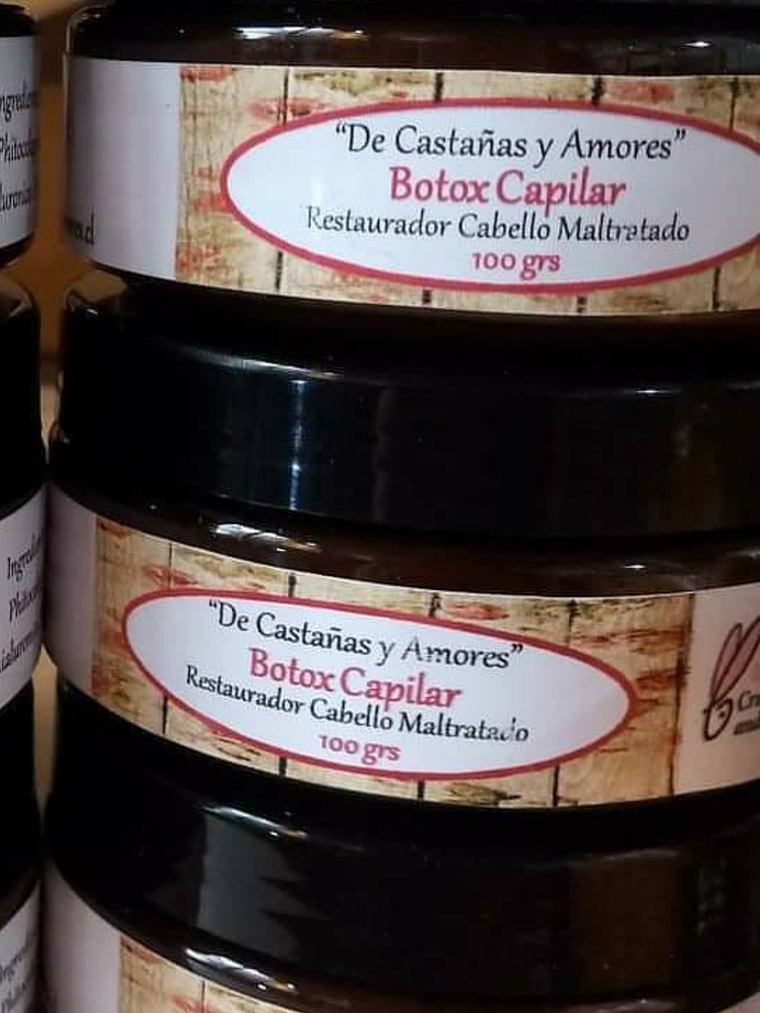 “De Castañas y Amores”
Botox Capilar
Restaurador Cabello Maltratado
100 grs
“De Castañas y Amores”
Botox Capilar
Restaurador Cabello Maltratado
100 grs